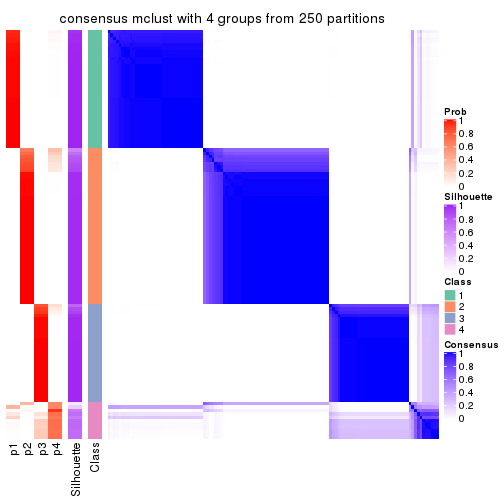 consensus mclust with 4 groups from 250 partitions
Prob
1
0.8
0.6
0.4
0.2
0
Silhouette
1
0.8
0.6
0.4
0.2
0
Class
1
2
3
4
Consensus
1
0.8
0.6
0.4
0.2
0
p1
p2
p3
p4
Silhouette
Class